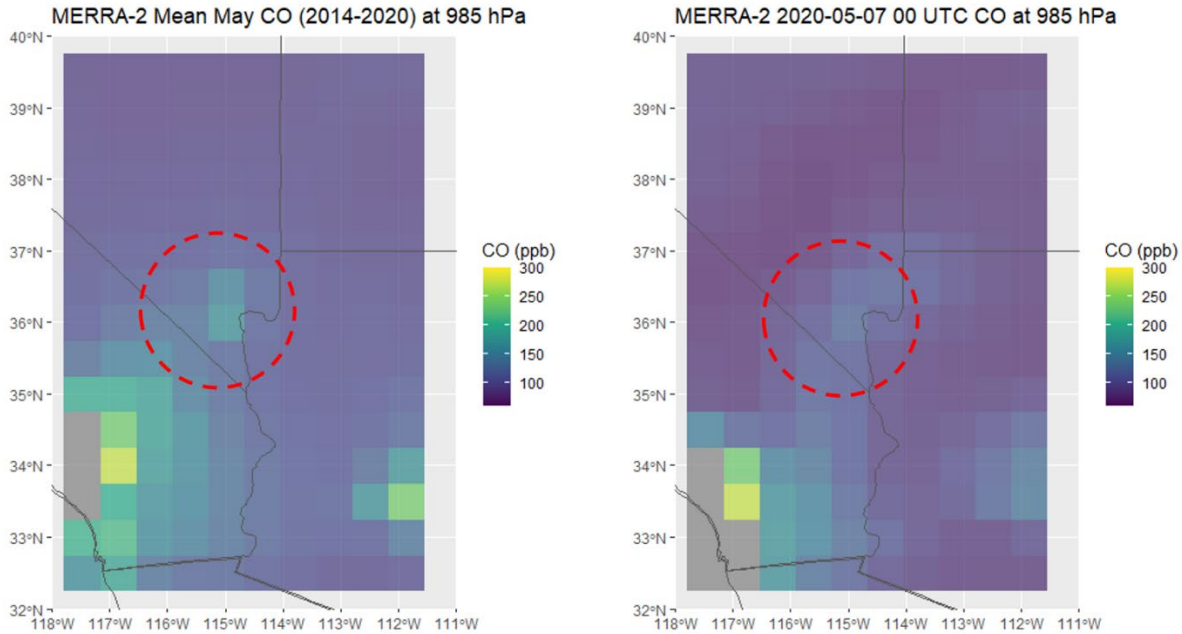 MERRA-2 Mean May CO (2014-2020) at 985 hPa
40°N
39°N
38°N
37°N
36°N
35°N
34°N
33°N
32°N
118°W 117°W 116°W 115°W 114°W 113°W 112°W 111°W
CO (ppb)
300
250
200
150
100
MERRA-2 2020-05-07 00 UTC CO at 985 hPa
40°N
39°N
38°N
37°N
36°N
35°N
34°N
33°N
32°N
118°W 117°W 116°W 115°W 114°W 113°W 112°W 111°W
CO (ppb)
300
250
200
150
100